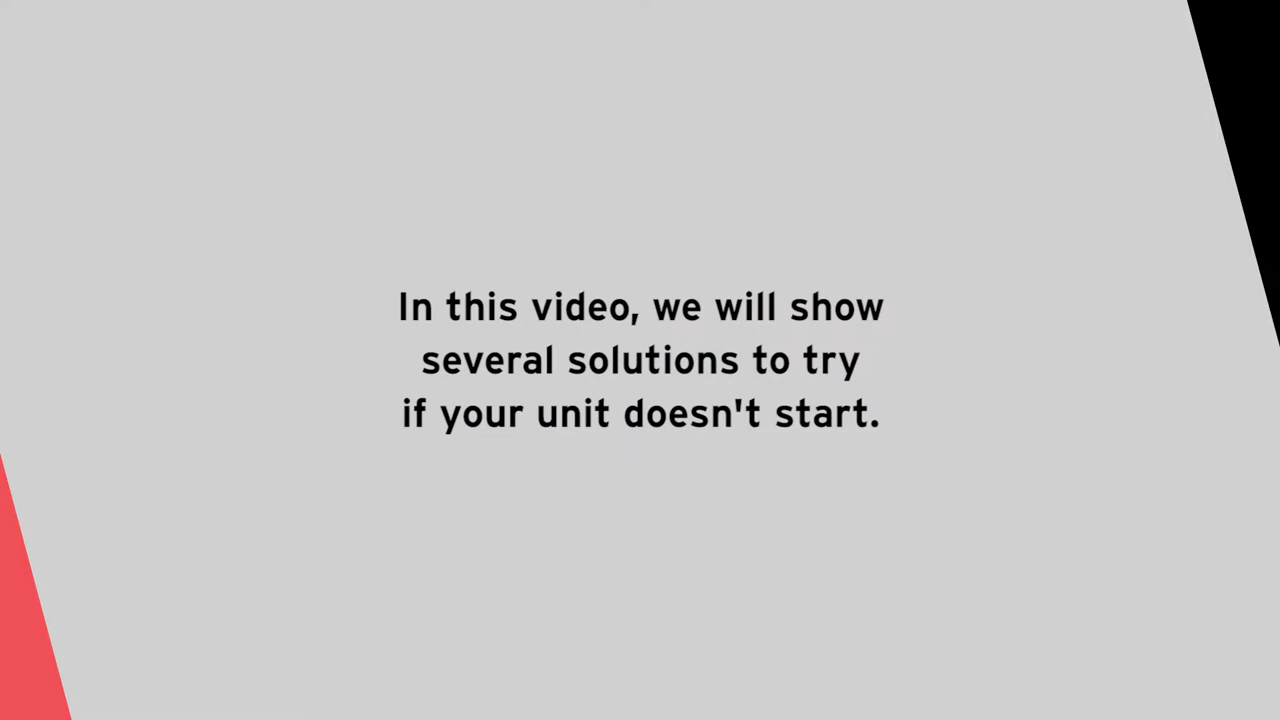 In this video, we will show
several solutions to try
if your unit doesn't start.